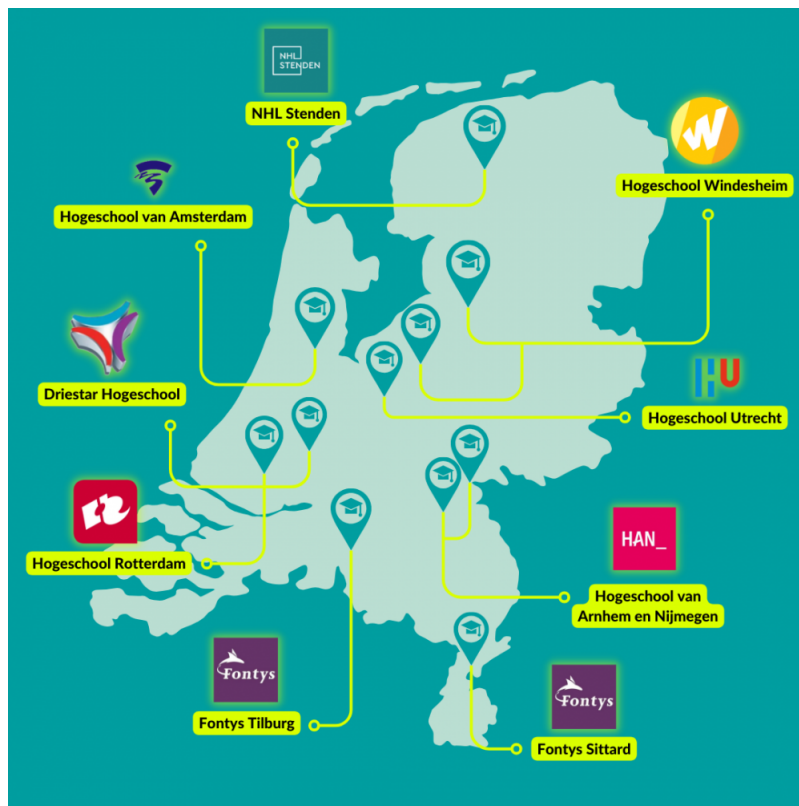 NHL
STENDEN
NHL Stenden
W
Hogeschool Windesheim
Hogeschool van Amsterdam
Driestar Hogeschool
HU
Hogeschool Utrecht
Hogeschool Rotterdam
HAN_
Hogeschool van
Arnhem en Nijmegen
Fontys
Fontys Tilburg
Fontys
Fontys Sittard